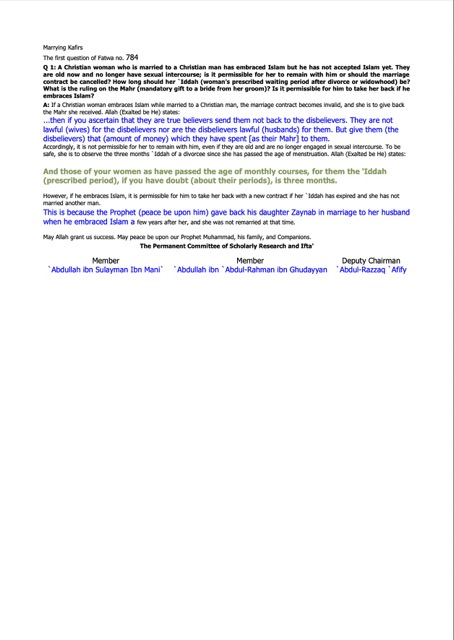 Marrying Kafirs
The first question of Fatwa no. 784
Q 1: A Christian woman who is married to a Christian man has embraced Islam but he has not accepted Islam yet. They
are old now and no longer have sexual intercourse; is it permissible for her to remain with him or should the marriage
contract be cancelled? How long should her `Iddah (woman's prescribed waiting period after divorce or widowhood) be?
What is the ruling on the Mahr (mandatory gift to a bride from her groom)? Is it permissible for him to take her back if he
embraces Islam?
A: If a Christian woman embraces Islam while married to a Christian man, the marriage contract becomes invalid, and she is to give back
the Mahr she received. Allah (Exalted be He) states:
...then if you ascertain that they are true believers send them not back to the disbelievers. They are not
lawful (wives) for the disbelievers nor are the disbelievers lawful (husbands) for them. But give them (the
disbelievers) that (amount of money) which they have spent [as their Mahr] to them.
Accordingly, it is not permissible for her to remain with him, even if they are old and are no longer engaged in sexual intercourse. To be
safe, she is to observe the three months `Iddah of a divorcee since she has passed the age of menstruation. Allah (Exalted be He) states:
And those of your women as have passed the age of monthly courses, for them the 'Iddah
(prescribed period), if you have doubt (about their periods), is three months.
However, if he embraces Islam, it is permissible for him to take her back with a new contract if her `Iddah has expired and she has not
married another man.
This is because the Prophet (peace be upon him) gave back his daughter Zaynab in marriage to her husband
when he embraced Islam a few years after her, and she was not remarried at that time.
May Allah grant us success. May peace be upon our Prophet Muhammad, his family, and Companions.
The Permanent Committee of Scholarly Research and Ifta'
Member Member Deputy Chairman
`Abdullah ibn Sulayman Ibn Mani` `Abdullah ibn `Abdul-Rahman ibn Ghudayyan `Abdul-Razzaq `Afify